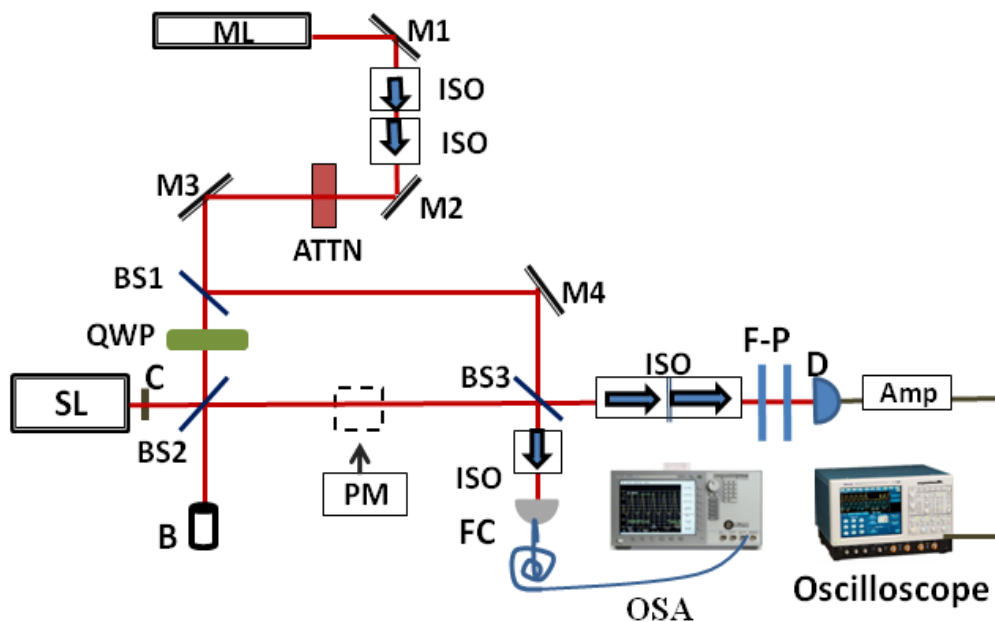 ML
M1
ISO
ISO
M3
M2
ATTN
BS1
M4
QWP
F-P
C
ISO
D
BS3
SL
Amp
BS2
ISO
PM
B
FC
OSA
Oscilloscope